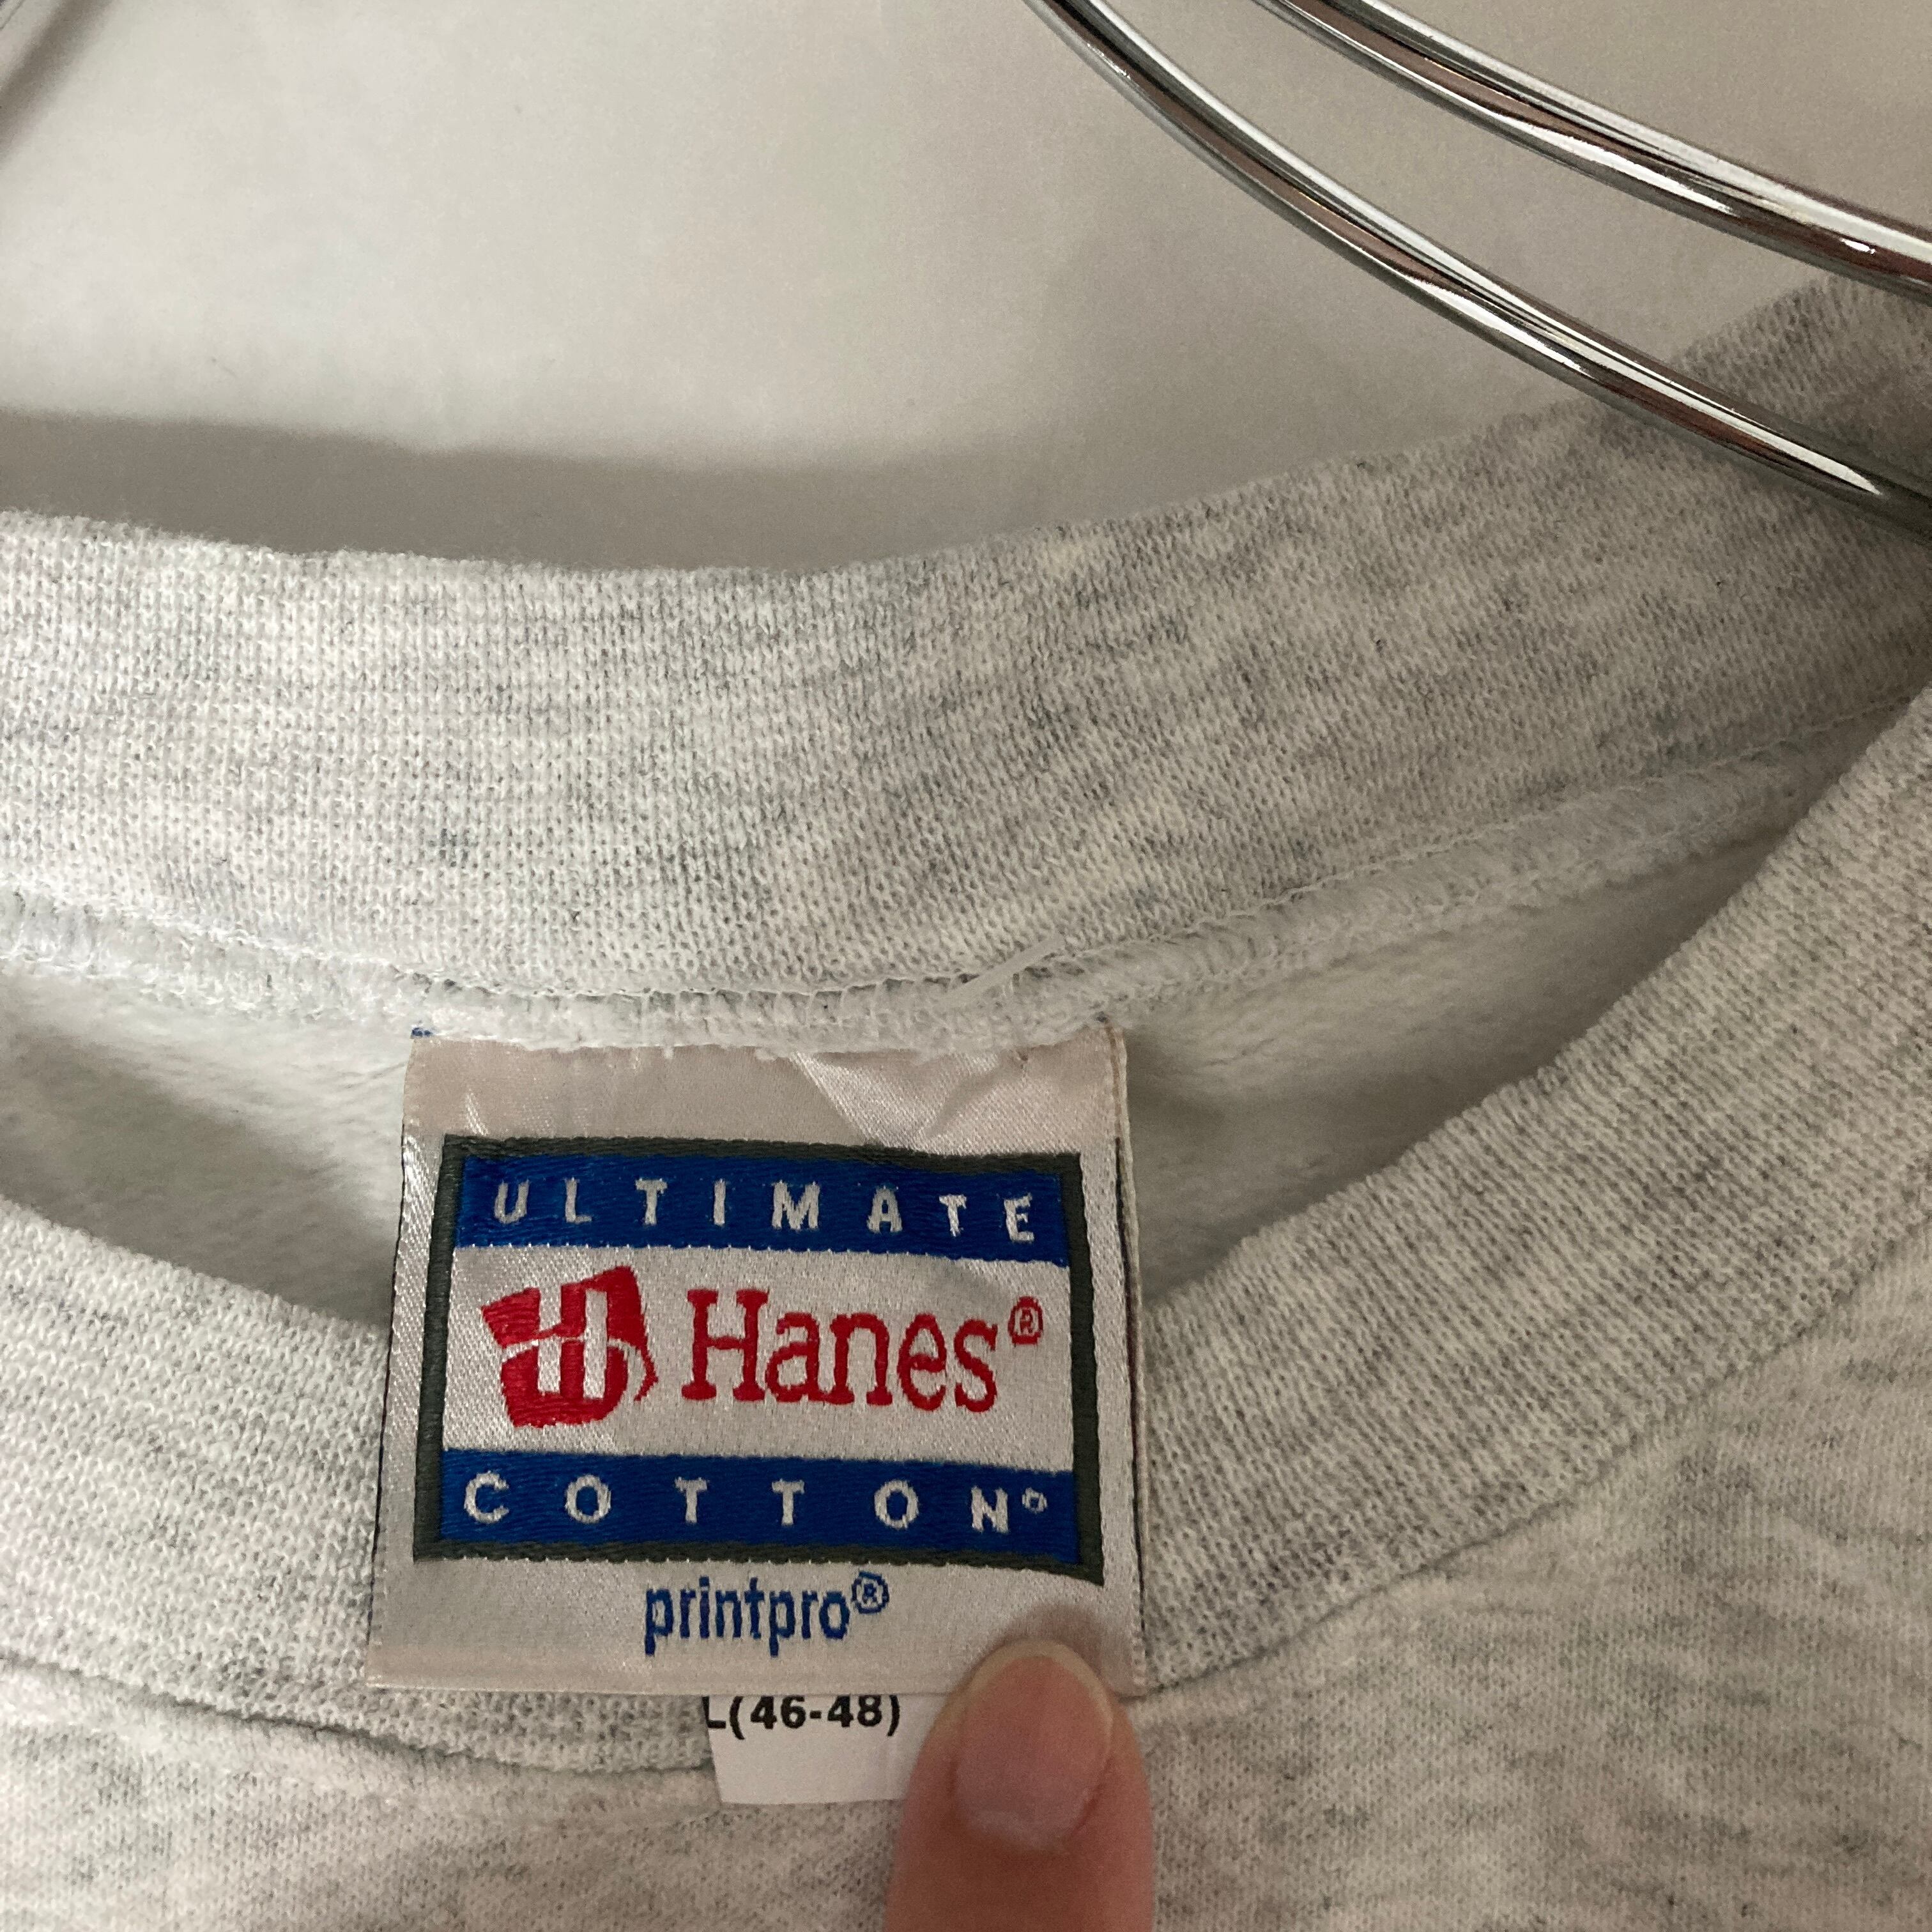 ULTIMATE
Hanes®
COTTON®
printpro®
L(46-48)